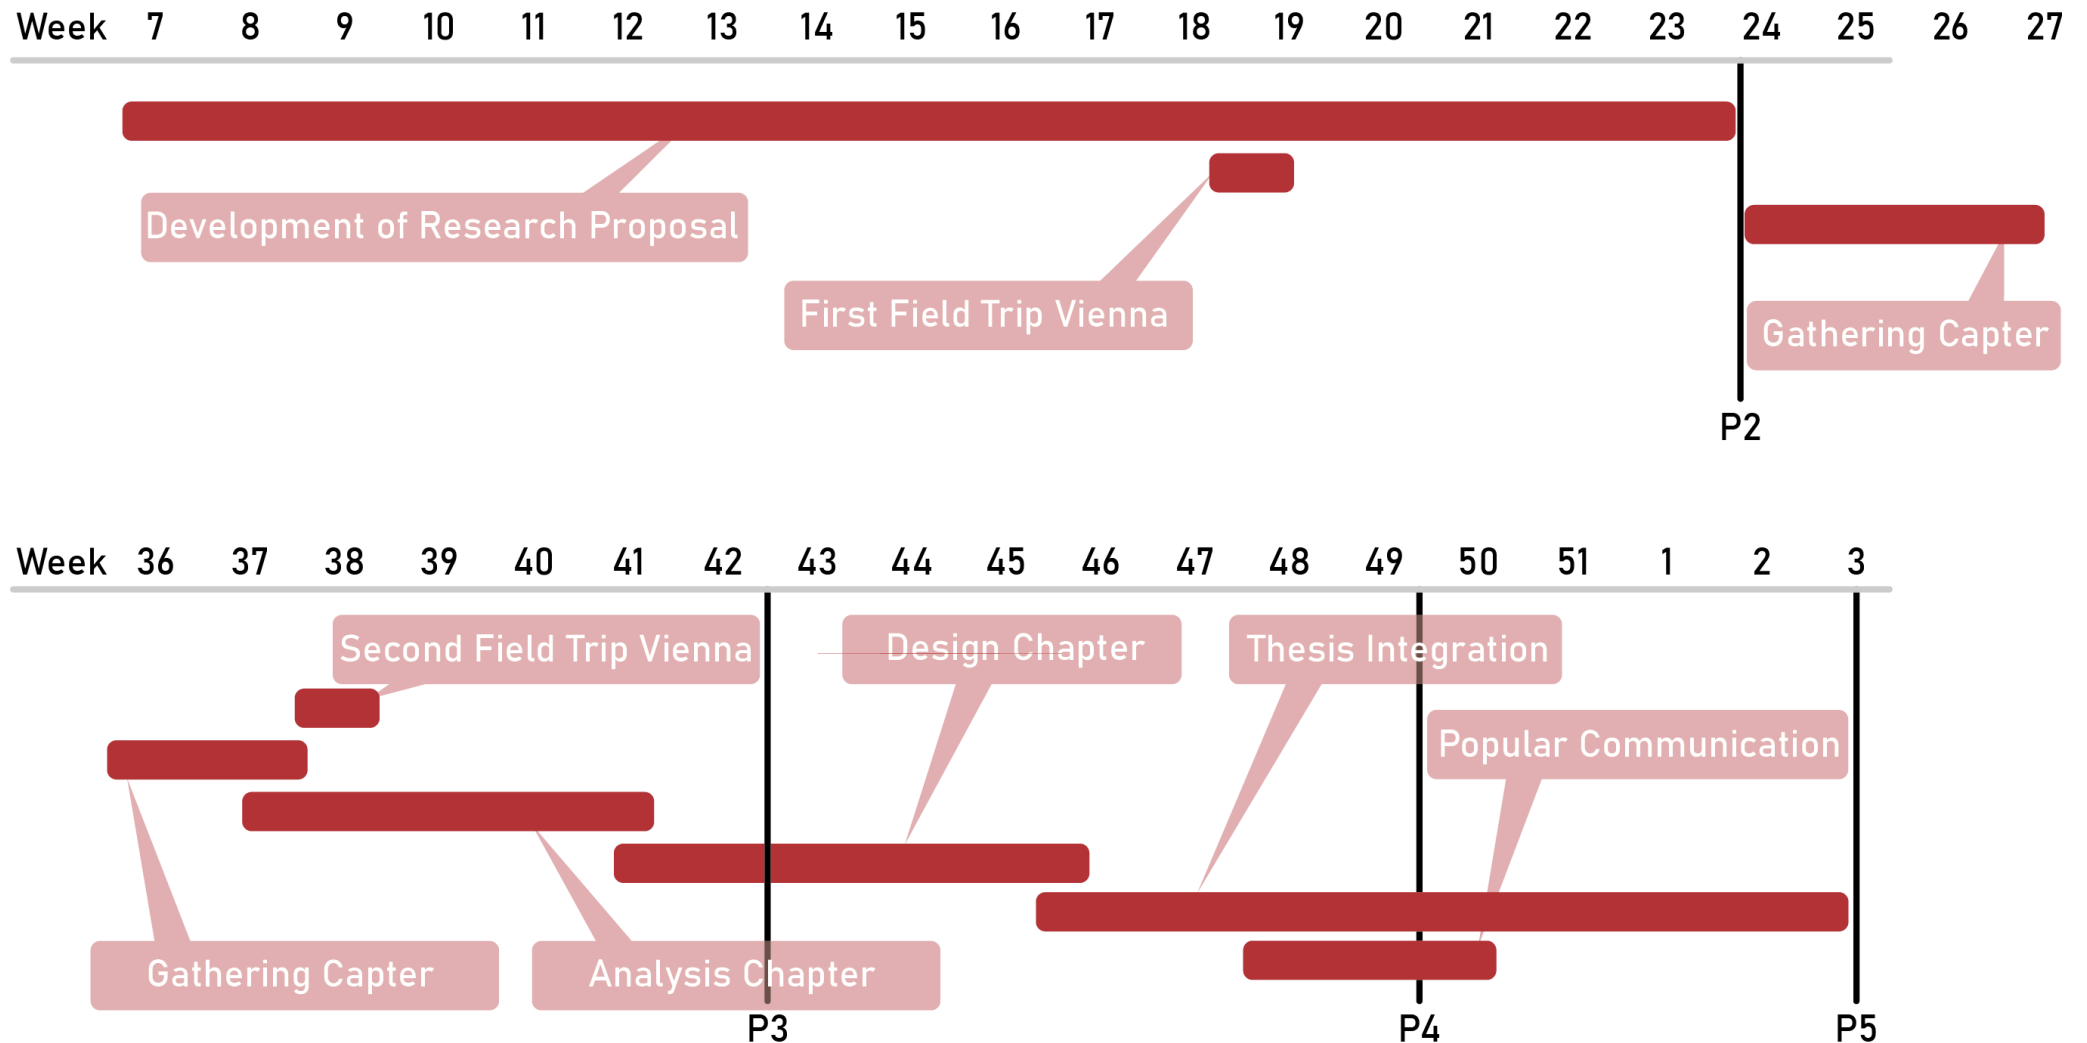 Week 7 8 9 10 11 12 13 14 15 16 17 18 19 20 21 22 23 24 25 26 27
Development of Research Proposal
First Field Trip Vienna
Gathering Capter
P2
Week 36 37 38 39 40 41 42 43 44 45 46 47 48 49 50 51 1 2 3
Second Field Trip Vienna
Design Chapter
Thesis Integration
Popular Communication
Gathering Capter
Analysis Chapter
P3
P4
P5